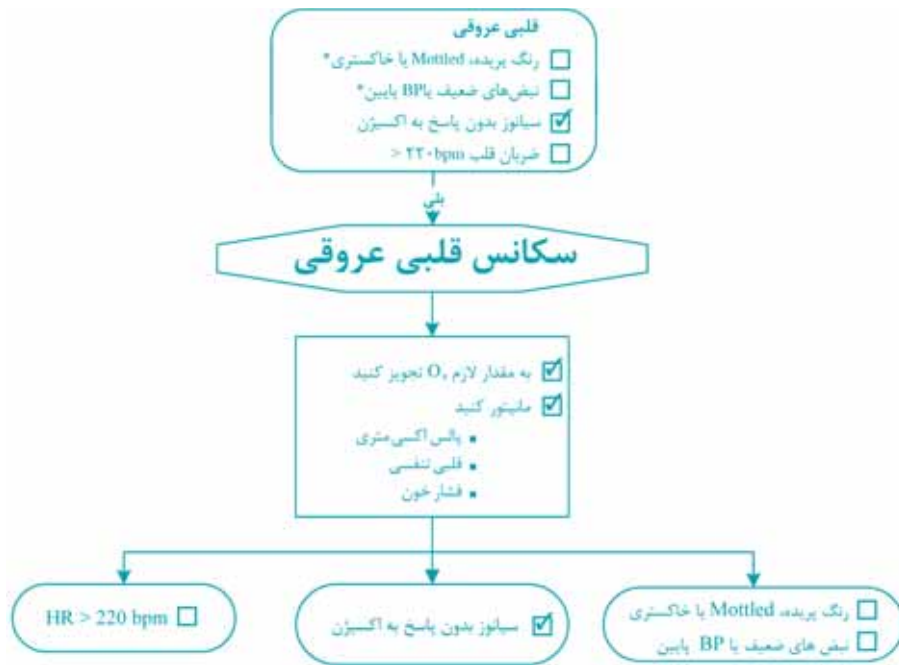 قلبی عروقی
رنگ پریده، Mottled یا خاکستری*
نبض‌های ضعیف یا BP پایین*
سیانوز بدون پاسخ به اکسیژن
ضربان قلب ۲۲۰bpm <
بلی
سکانس قلبی عروقی
به مقدار لازم O₂ تجویز کنید
مانیتور کنید
▪ پالس اکسی متری
▪ قلبی تنفسی
▪ فشار خون
رنگ پریده، Mottled یا خاکستری
نبض های ضعیف یا BP پایین
سیانوز بدون پاسخ به اکسیژن
HR > 220 bpm